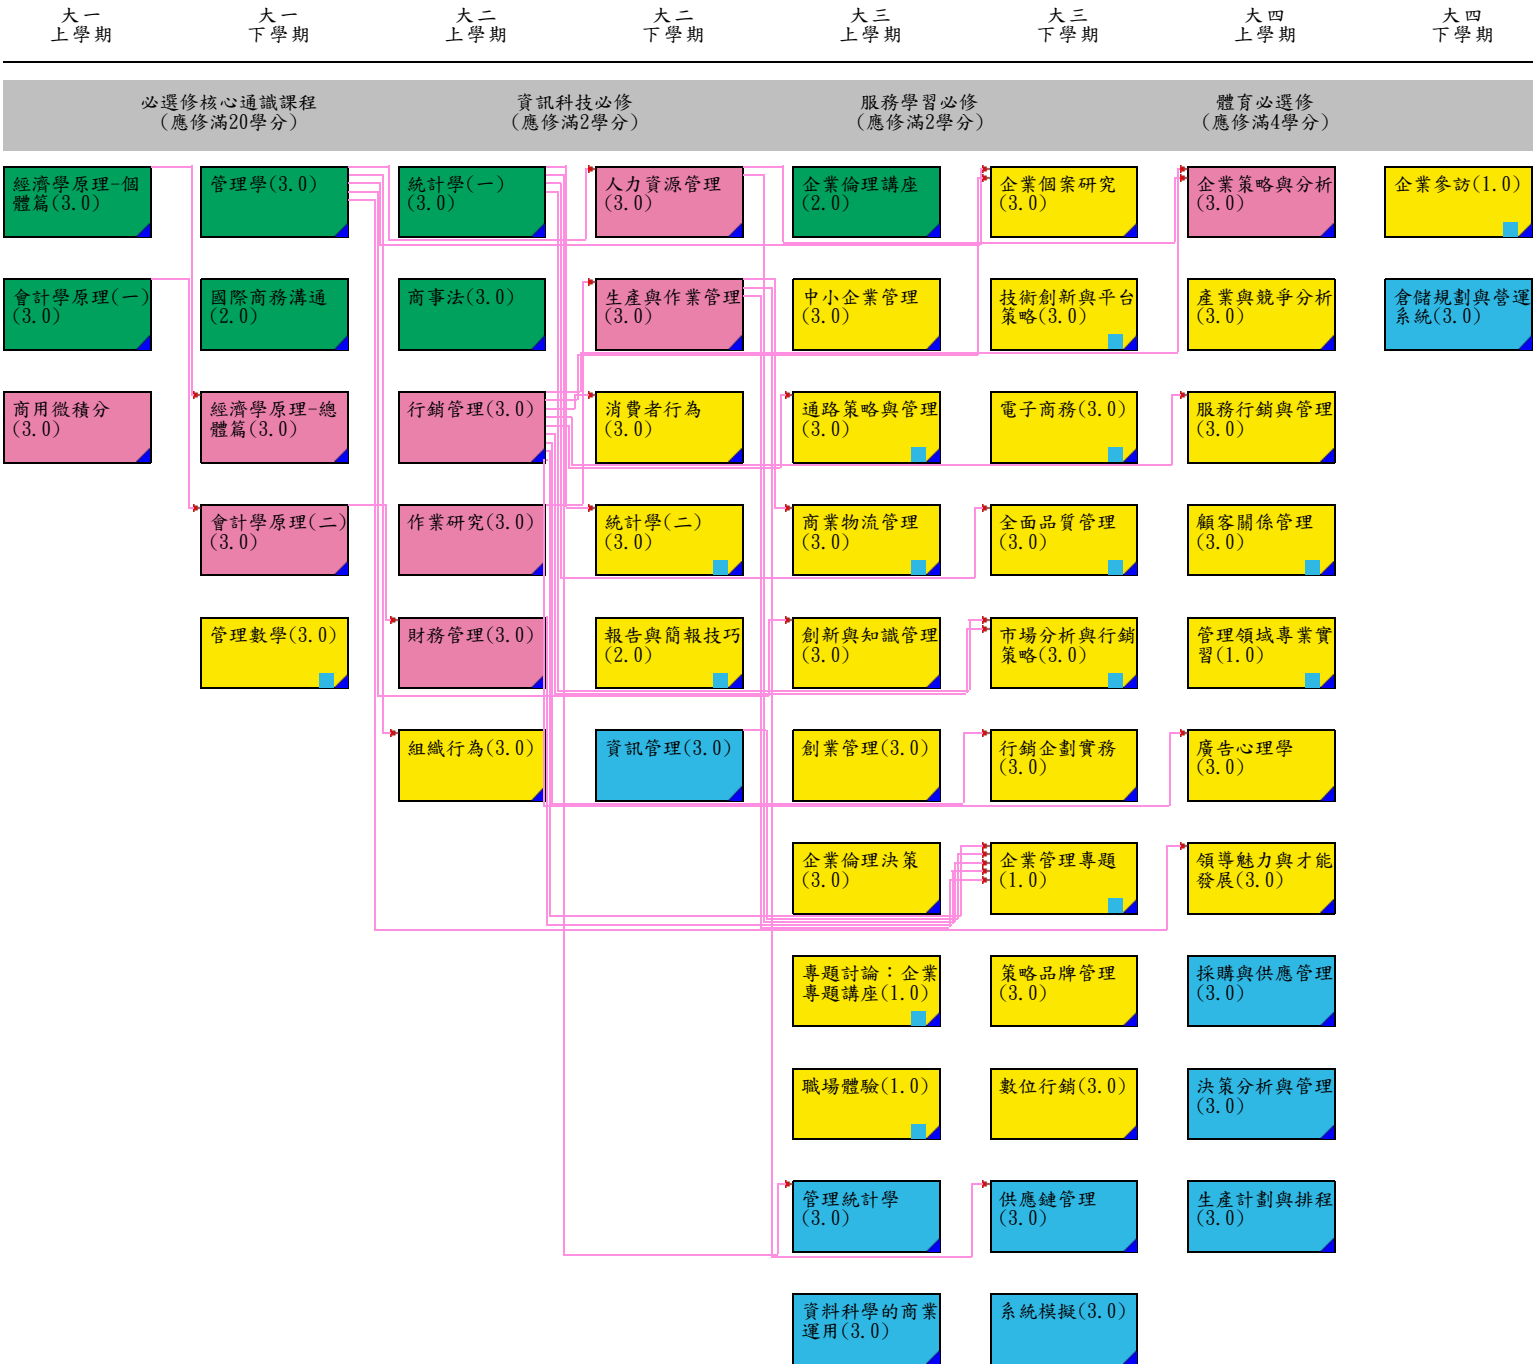 大一
上學期
大一
下學期
大二
上學期
大二
下學期
大三
上學期
大三
下學期
大四
上學期
大四
下學期
必選修核心通識課程
(應修滿20學分)
資訊科技必修
(應修滿2學分)
服務學習必修
(應修滿2學分)
體育必選修
(應修滿4學分)
經濟學原理-個
體篇(3.0)
管理學(3.0)
統計學(一)
(3.0)
人力資源管理
(3.0)
企業倫理講座
(2.0)
企業個案研究
(3.0)
企業策略與分析
(3.0)
企業參訪(1.0)
會計學原理(一)
(3.0)
國際商務溝通
(2.0)
商事法(3.0)
生產與作業管理
(3.0)
中小企業管理
(3.0)
技術創新與平台
策略(3.0)
產業與競爭分析
(3.0)
倉儲規劃與營運
系統(3.0)
商用微積分
(3.0)
經濟學原理-總
體篇(3.0)
行銷管理(3.0)
消費者行為
(3.0)
通路策略與管理
(3.0)
電子商務(3.0)
服務行銷與管理
(3.0)
會計學原理(二)
(3.0)
作業研究(3.0)
統計學(二)
(3.0)
商業物流管理
(3.0)
全面品質管理
(3.0)
顧客關係管理
(3.0)
管理數學(3.0)
財務管理(3.0)
報告與簡報技巧
(2.0)
創新與知識管理
(3.0)
市場分析與行銷
策略(3.0)
管理領域專業實
習(1.0)
組織行為(3.0)
資訊管理(3.0)
創業管理(3.0)
行銷企劃實務
(3.0)
廣告心理學
(3.0)
企業倫理決策
(3.0)
企業管理專題
(1.0)
領導魅力與才能
發展(3.0)
專題討論：企業
專題講座(1.0)
策略品牌管理
(3.0)
採購與供應管理
(3.0)
職場體驗(1.0)
數位行銷(3.0)
決策分析與管理
(3.0)
管理統計學
(3.0)
供應鏈管理
(3.0)
生產計劃與排程
(3.0)
資料科學的商業
運用(3.0)
系統模擬(3.0)